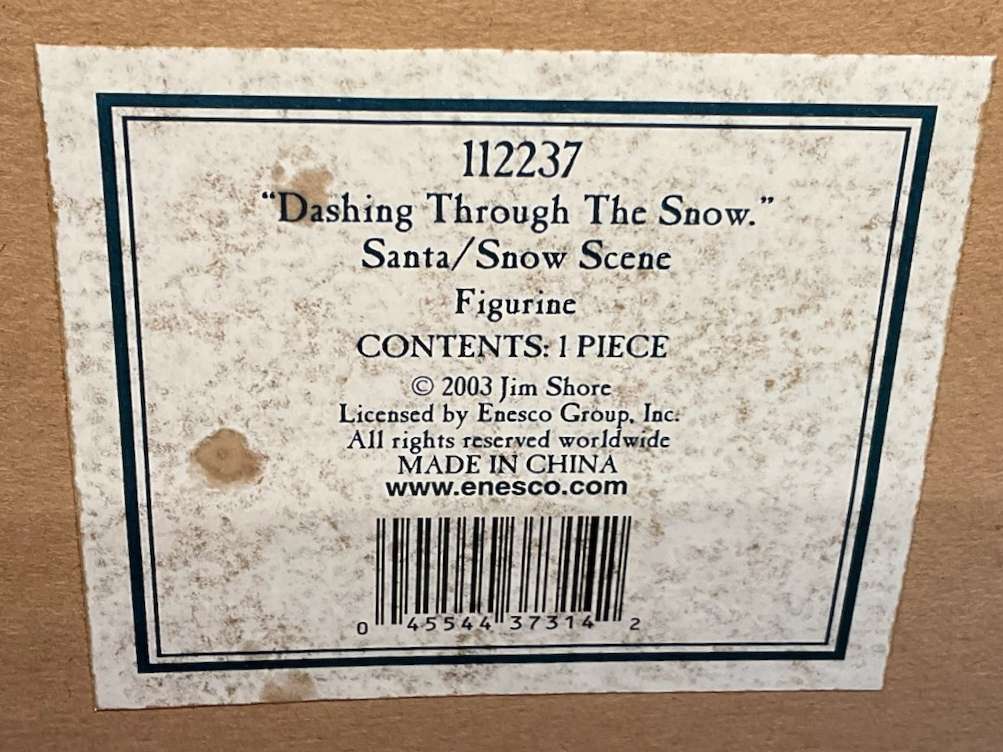 112237
“Dashing Through The Snow.”
Santa/Snow Scene
Figurine
CONTENTS: 1 PIECE
© 2003 Jim Shore
Licensed by Enesco Group, Inc.
All rights reserved worldwide
MADE IN CHINA
www.enesco.com
0 45544 37314 2